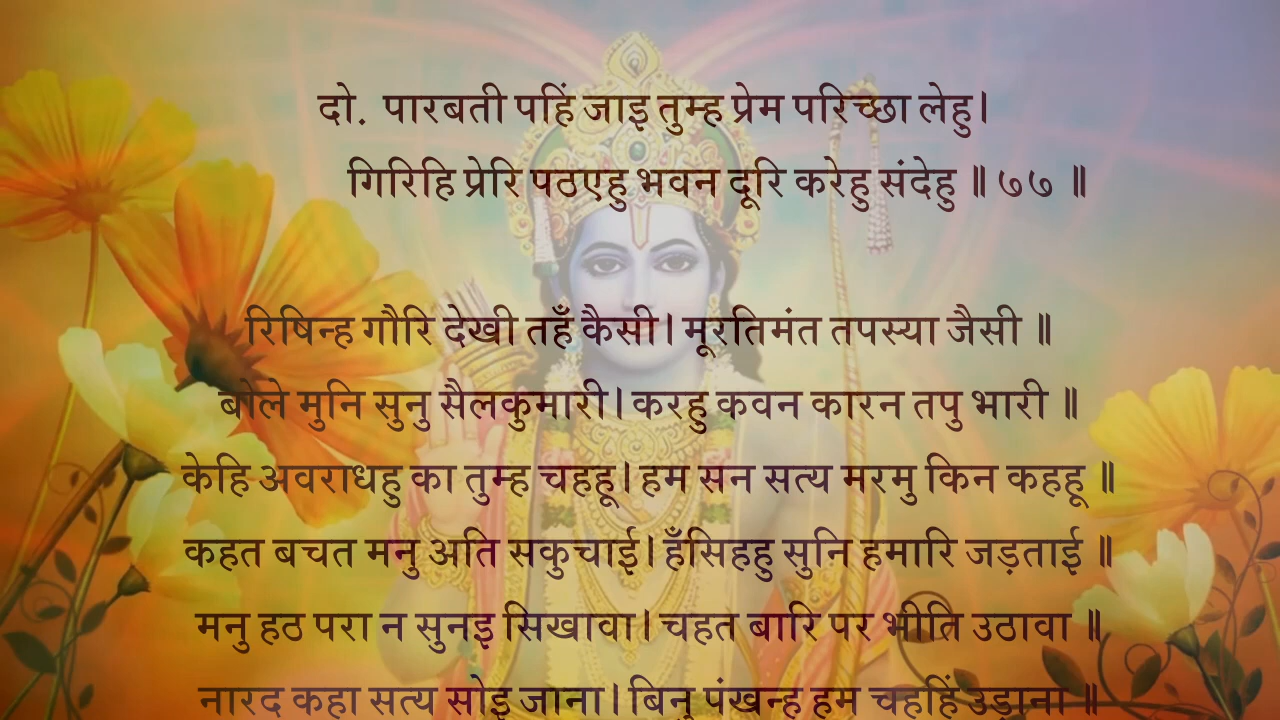 दो. पारबती पहिं जाइ तुम्ह प्रेम परिच्छा लेहु।
गिरिहि प्रेरि पठएहु भवन दूरि करेहु संदेहु ॥ ७७ ॥
रिषिन्ह गौरि देखी तहँ कैसी। मूरतिमंत तपस्या जैसी ॥
बोले मुनि सुनु सैलकुमारी। करहु कवन कारन तपु भारी ॥
केहि अवराधहु का तुम्ह चहहू। हम सन सत्य मरमु किन कहहू ॥
कहत बचत मनु अति सकुचाई। हँसिहहु सुनि हमारि जड़ताई ॥
मनु हठ परा न सुनइ सिखावा। चहत बारि पर भीति उठावा ॥
नारद कहा सत्य सोइ जाना। बिनु पंखन्ह हम चहहिं उड़ाना ॥